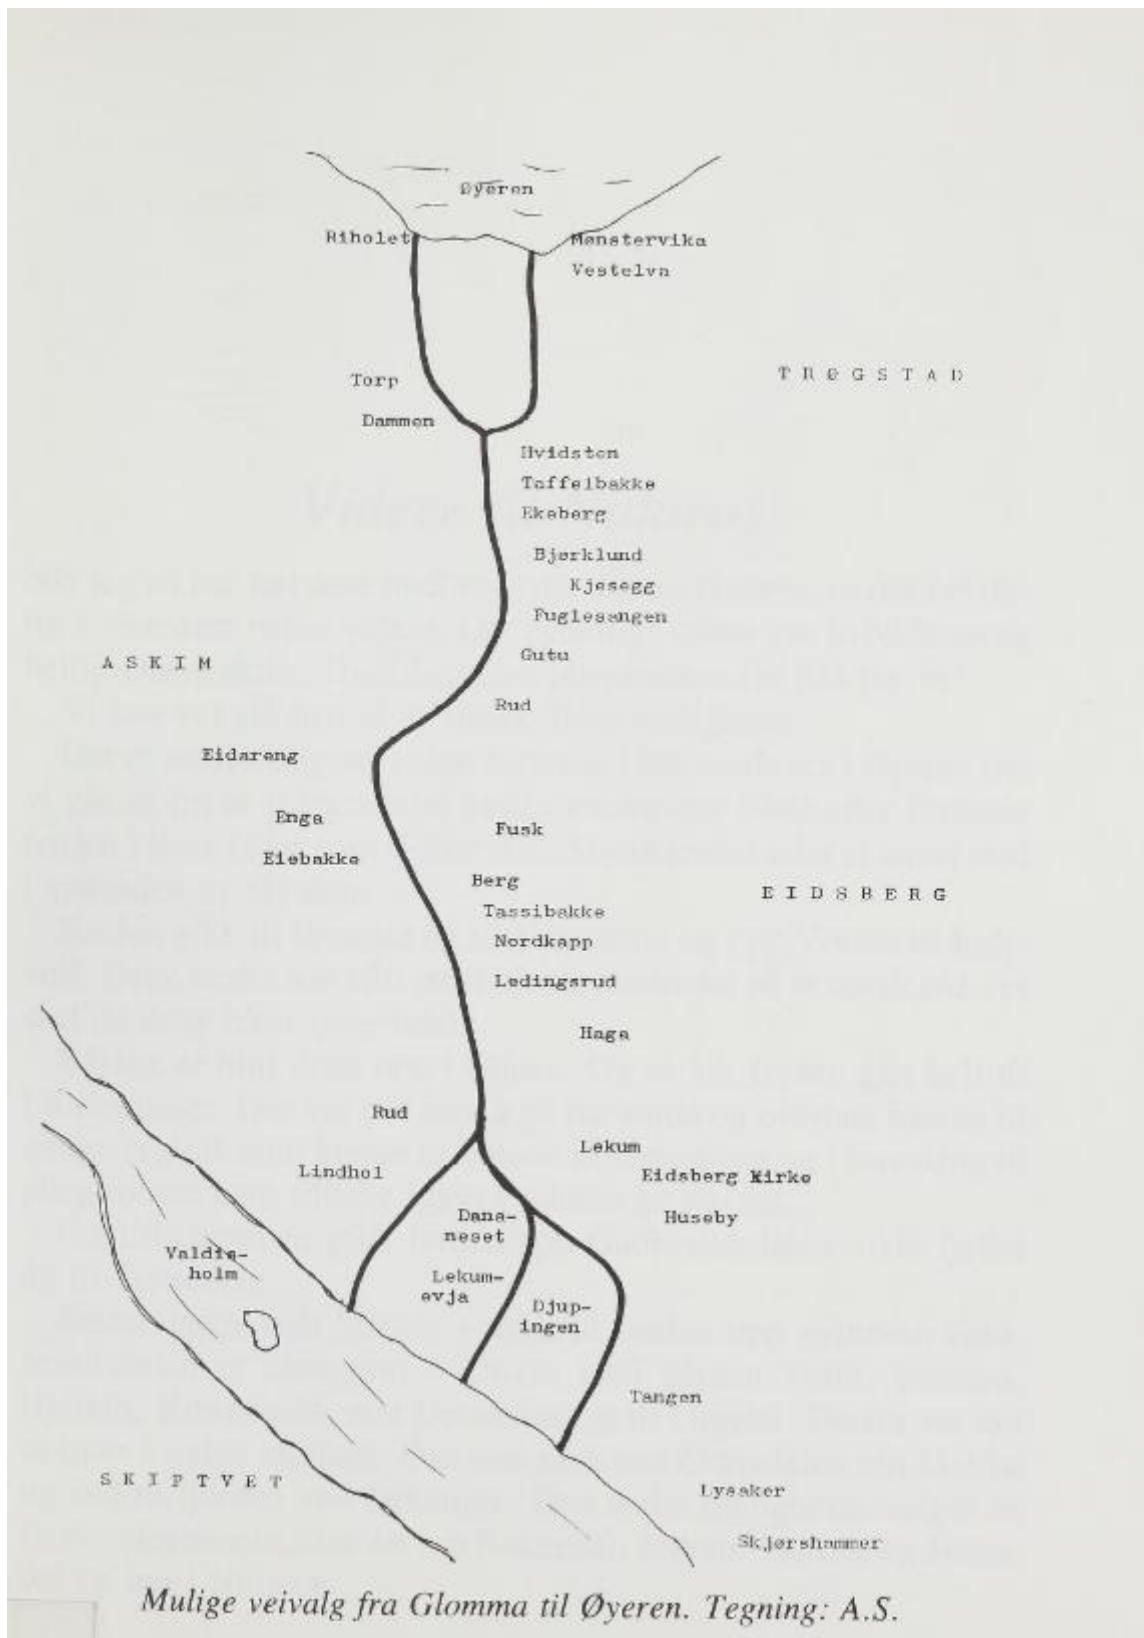 Øyeren
Riholet
Mønstervika
Vestelva
Torp
TRØGSTAD
Dammen
Hvidsten
Taffelbakke
Ekeberg
Bjørklund
Kjøsegg
Fuglesangen
Gutu
ASKIM
Rud
Eidareng
Enga
Fusk
Eiebakke
Berg
EIDSBERG
Tassibakke
Nordkapp
Ledingsrud
Haga
Rud
Lekum
Lindhol
Eidsberg Kirke
Dana-
neset
Huseby
Valdis-
holm
Lekum-
evja
Djup-
ingen
Tangen
SKIPTVET
Lysaker
Skjørshammer
Mulige veivalg fra Glomma til Øyeren. Tegning: A.S.